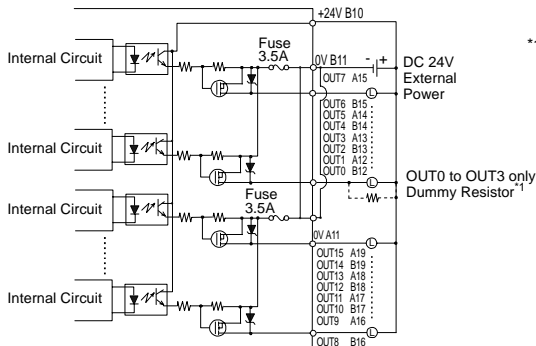 +24V B10
Internal Circuit
Fuse
3.5A
0V B11
- +
DC 24V
External
Power
*1
OUT7 A15
L
OUT6 B15
OUT5 A14
OUT4 B14
OUT3 A13
OUT2 B13
OUT1 A12
OUT0 B12
Internal Circuit
L
OUT0 to OUT3 only
Dummy Resistor*1
Internal Circuit
Fuse
3.5A
0V A11
L
OUT15 A19
OUT14 B19
OUT13 A18
OUT12 B18
OUT11 A17
OUT10 B17
OUT9 A16
Internal Circuit
L
OUT8 B16